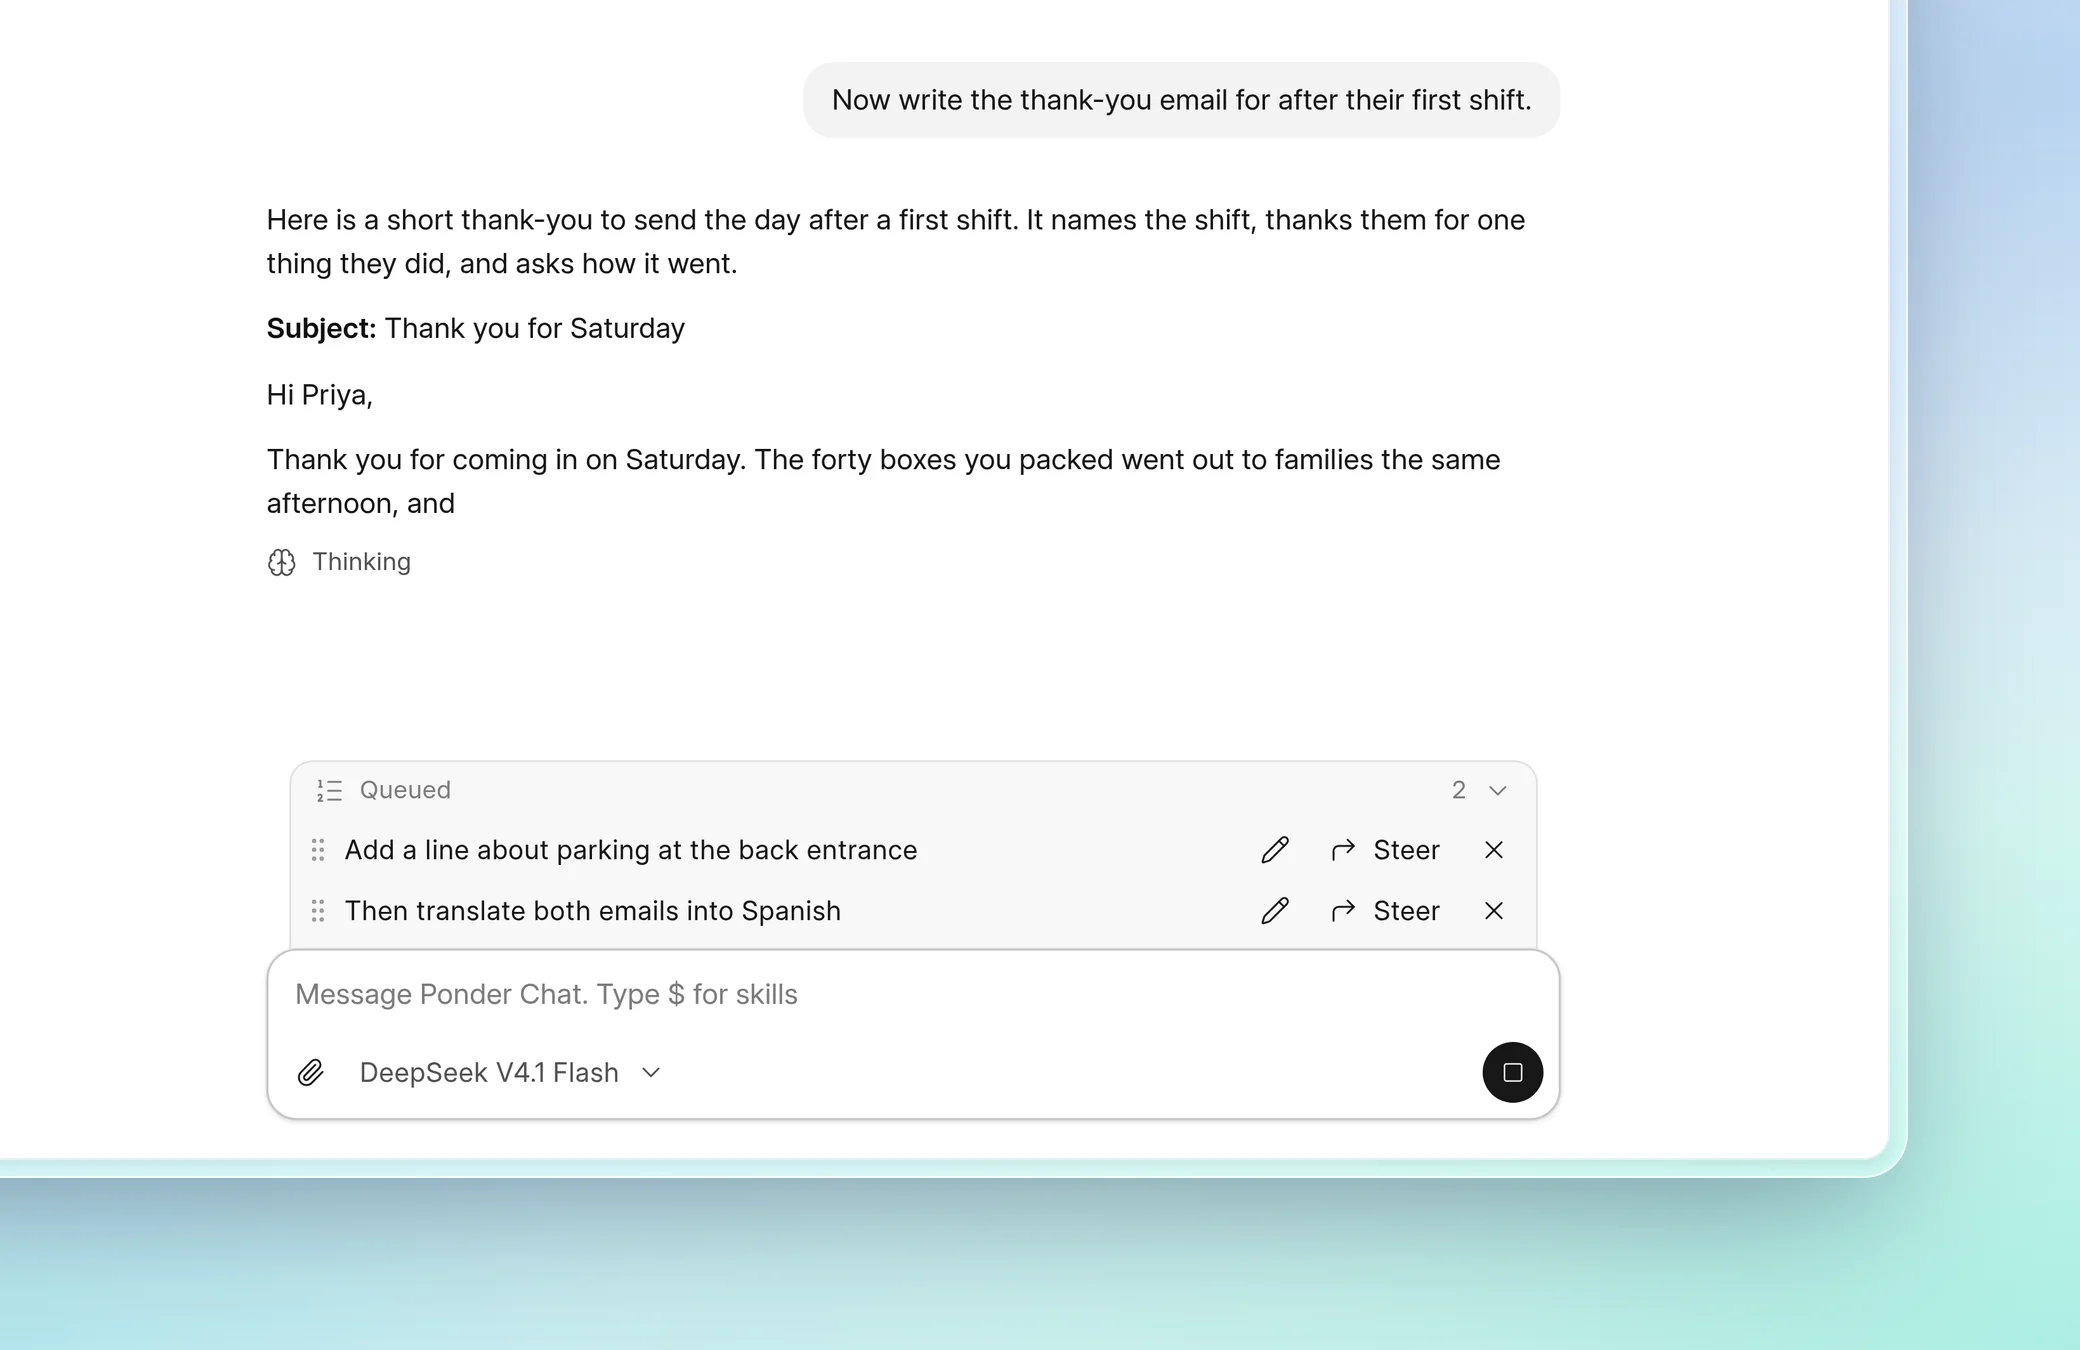 Now write the thank-you email for after their first shift.
Here is a short thank-you to send the day after a first shift. It names the shift, thanks them for one
thing they did, and asks how it went.
Subject: Thank you for Saturday
Hi Priya,
Thank you for coming in on Saturday. The forty boxes you packed went out to families the same
afternoon, and
Thinking
Queued 2
Add a line about parking at the back entrance Steer
Then translate both emails into Spanish Steer
Message Ponder Chat. Type $ for skills
DeepSeek V4.1 Flash